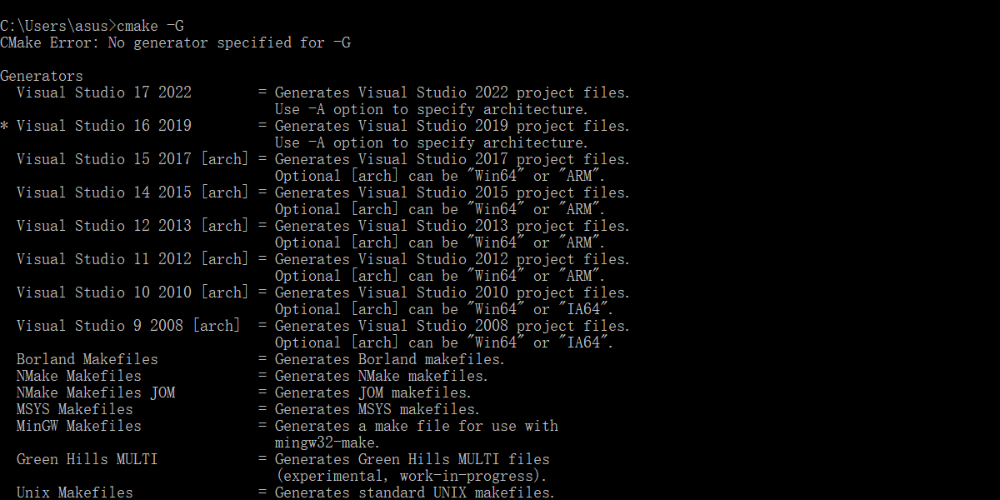 C:\Users\asus>cmake -G
CMake Error: No generator specified for -G

Generators
  Visual Studio 17 2022        = Generates Visual Studio 2022 project files.
                                 Use -A option to specify architecture.
* Visual Studio 16 2019        = Generates Visual Studio 2019 project files.
                                 Use -A option to specify architecture.
  Visual Studio 15 2017 [arch] = Generates Visual Studio 2017 project files.
                                 Optional [arch] can be "Win64" or "ARM".
  Visual Studio 14 2015 [arch] = Generates Visual Studio 2015 project files.
                                 Optional [arch] can be "Win64" or "ARM".
  Visual Studio 12 2013 [arch] = Generates Visual Studio 2013 project files.
                                 Optional [arch] can be "Win64" or "ARM".
  Visual Studio 11 2012 [arch] = Generates Visual Studio 2012 project files.
                                 Optional [arch] can be "Win64" or "ARM".
  Visual Studio 10 2010 [arch] = Generates Visual Studio 2010 project files.
                                 Optional [arch] can be "Win64" or "IA64".
  Visual Studio 9 2008 [arch]  = Generates Visual Studio 2008 project files.
                                 Optional [arch] can be "Win64" or "IA64".
  Borland Makefiles            = Generates Borland makefiles.
  NMake Makefiles              = Generates NMake makefiles.
  NMake Makefiles JOM          = Generates JOM makefiles.
  MSYS Makefiles               = Generates MSYS makefiles.
  MinGW Makefiles              = Generates a make file for use with
                                 mingw32-make.
  Green Hills MULTI            = Generates Green Hills MULTI files
                                 (experimental, work-in-progress).
  Unix Makefiles               = Generates standard UNIX makefiles.